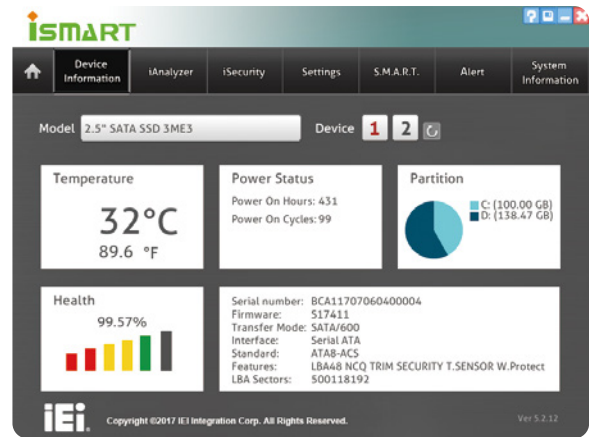 iSMART
Device Information
iAnalyzer
iSecurity
Settings
S.M.A.R.T.
Alert
System Information
Model 2.5" SATA SSD 3ME3 Device 1 2
Temperature
32°C
89.6 °F
Power Status
Power On Hours: 431
Power On Cycles: 99
Partition
C: (100.00 GB)
D: (138.47 GB)
Health
99.57%
Serial number: BCA11707060400004
Firmware: S17411
Transfer Mode: SATA/600
Interface: Serial ATA
Standard: ATA8-ACS
Features: LBA48 NCQ TRIM SECURITY T.SENSOR W.Protect
LBA Sectors: 500118192
iEi. Copyright ©2017 IEI Integration Corp. All Rights Reserved. Ver 5.2.12